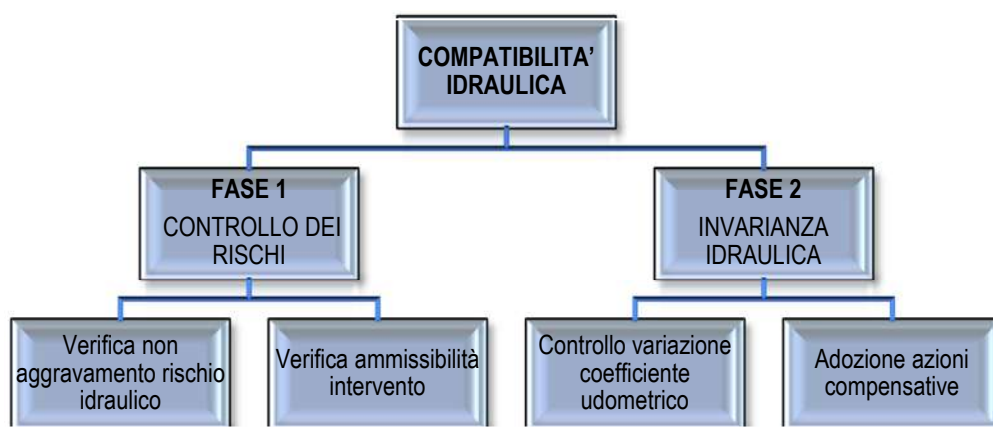 COMPATIBILITA’
IDRAULICA
FASE 1
CONTROLLO DEI
RISCHI
FASE 2
INVARIANZA
IDRAULICA
Verifica non
aggravamento rischio
idraulico
Verifica ammissibilità
intervento
Controllo variazione
coefficiente
udometrico
Adozione azioni
compensative